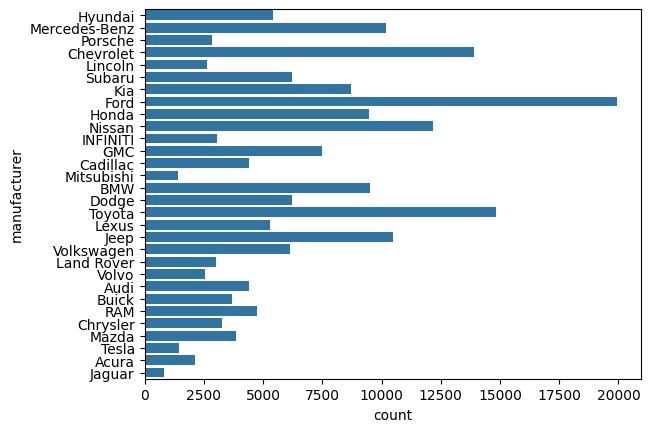 Hyundai
Mercedes-Benz
Porsche
Chevrolet
Lincoln
Subaru
Kia
Ford
Honda
Nissan
INFINITI
GMC
Cadillac
Mitsubishi
BMW
Dodge
Toyota
Lexus
Jeep
Volkswagen
Land Rover
Volvo
Audi
Buick
RAM
Chrysler
Mazda
Tesla
Acura
Jaguar
manufacturer
0 2500 5000 7500 10000 12500 15000 17500 20000
count